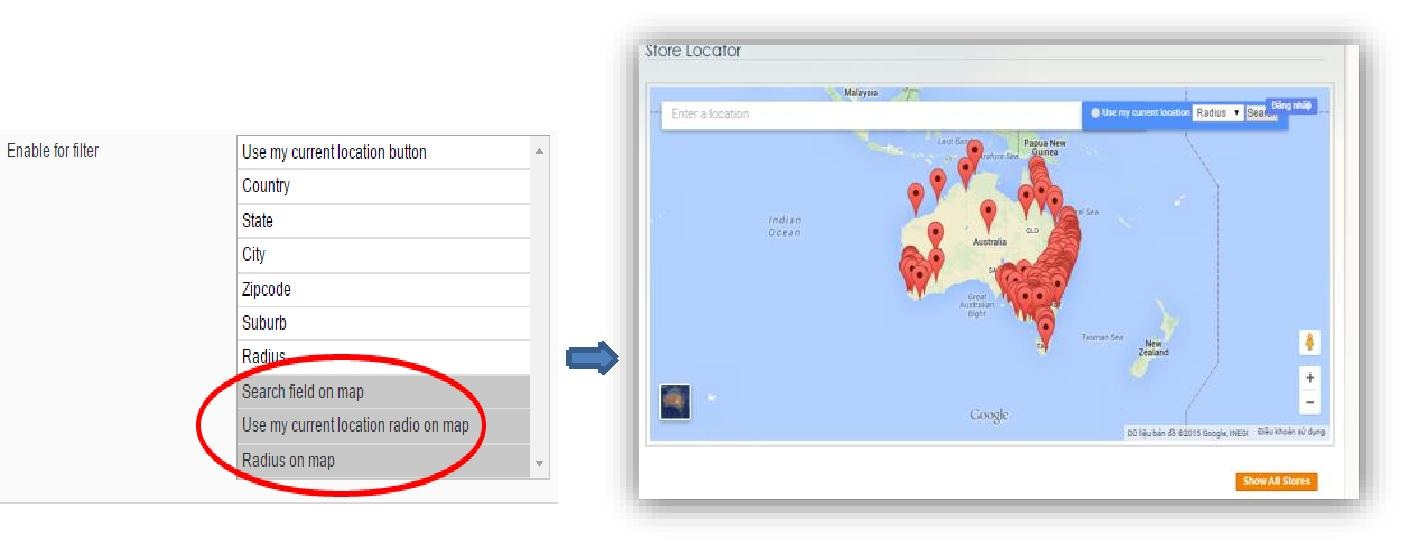 Enable for filter
Use my current location button
Country
State
City
Zipcode
Suburb
Radius
Search field on map
Use my current location radio on map
Radius on map
Store Locator
Enter a location
Use my current location
Radius
Search
Đăng nhập
Malaysia
Papua New
Guinea
Indian
Ocean
Australia
QLD
Great
Australian
Bight
Tasman Sea
New
Zealand
Google
Dữ liệu bản đồ ©2015 Google, INEGI
Điều khoản sử dụng
+
−
Show All Stores